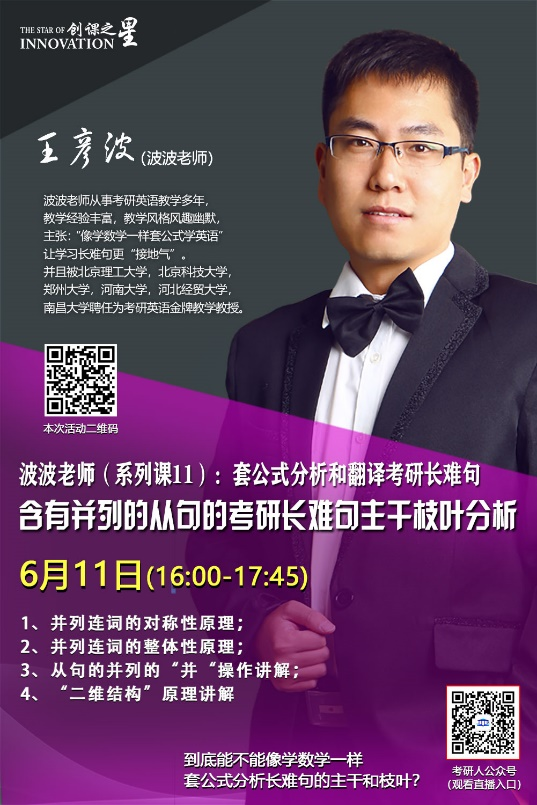 THE STAR OF 创课之星
INNOVATION
王彦波(波波老师)
波波老师从事考研英语教学多年,
教学经验丰富,教学风格风趣幽默,
主张:“像学数学一样套公式学英语”
让学习长难句更“接地气”。
并且被北京理工大学,北京科技大学,
郑州大学,河南大学,河北经贸大学,
南昌大学聘任为考研英语金牌教学教授。
本次活动二维码
波波老师(系列课11):套公式分析和翻译考研长难句
含有并列的从句的考研长难句主干枝叶分析
6月11日(16:00-17:45)
1、并列连词的对称性原理;
2、并列连词的整体性原理;
3、从句的并列的“并“操作讲解;
4、“二维结构”原理讲解
到底能不能像学数学一样
套公式分析长难句的主干和枝叶?
考研人公众号
(观看直播入口)